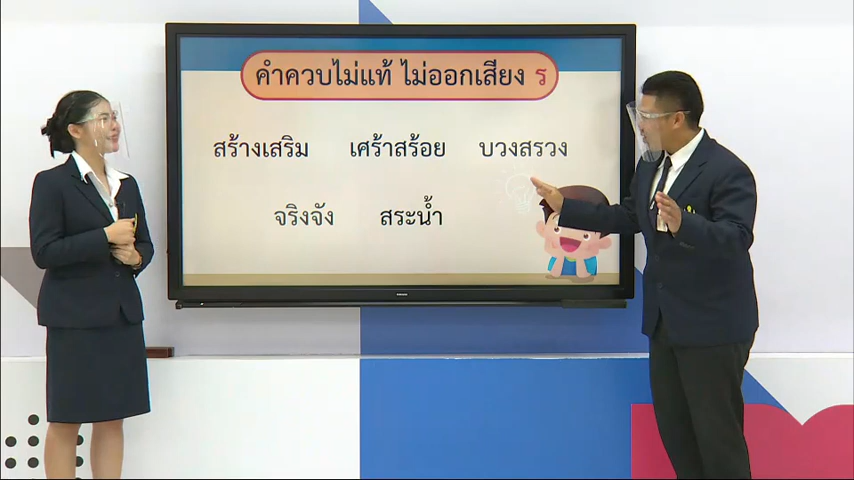 คำควบไม่แท้ ไม่ออกเสียง ร
สร้างเสริม เศร้าสร้อย บวงสรวง
จริงจัง สระน้ำ